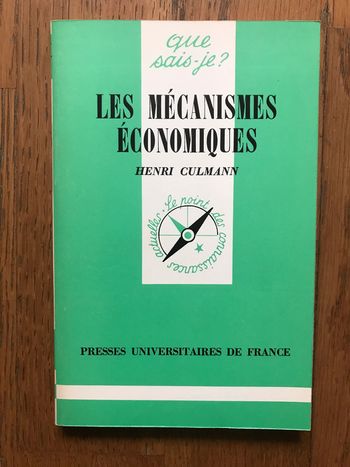 que
sais-je?
LES MÉCANISMES
ÉCONOMIQUES
HENRI CULMANN
Le point des connaissances actuelles
PRESSES UNIVERSITAIRES DE FRANCE